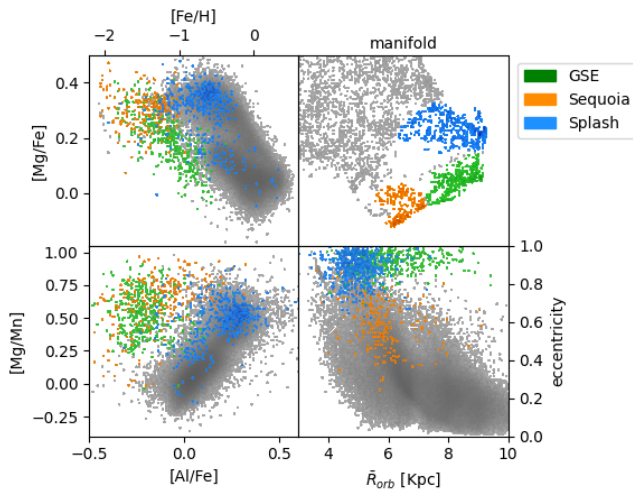 [Fe/H]
−2 −1 0
manifold
0.4
0.2
0.0
[Mg/Fe]
GSE
Sequoia
Splash
1.00
0.75
0.50
0.25
0.00
−0.25
[Mg/Mn]
1.0
0.8
0.6
0.4
0.2
0.0
eccentricity
−0.5 0.0 0.5
4 6 8 10
[Al/Fe]
R̄orb [Kpc]